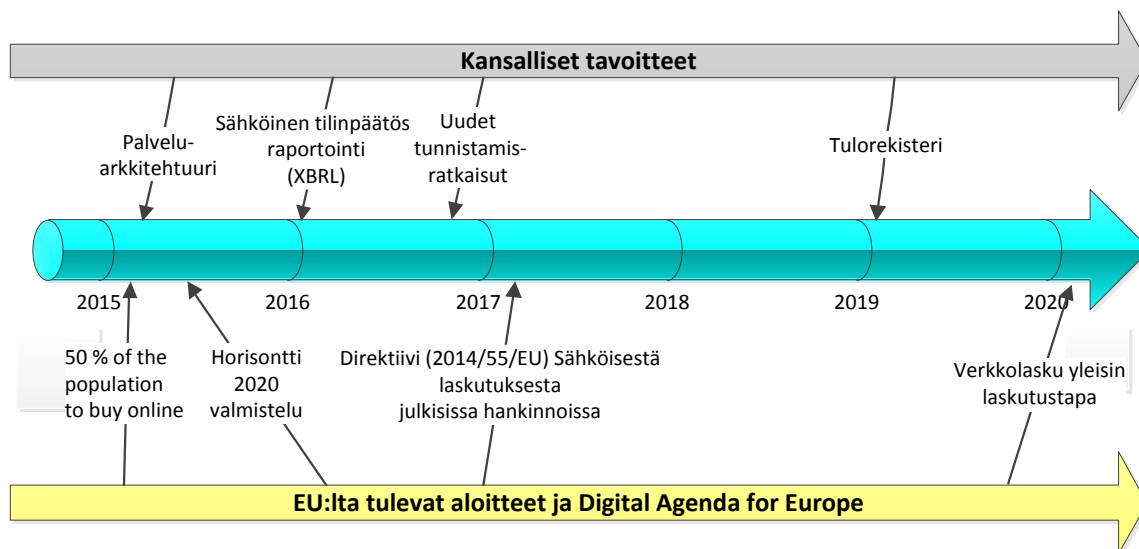 Kansalliset tavoitteet
Palvelu-
arkkitehtuuri
Sähköinen tilinpäätös
raportointi
(XBRL)
Uudet
tunnistamis-
ratkaisut
Tulorekisteri
2015
2016
2017
2018
2019
2020
50 % of the
population
to buy online
Horisontti
2020
valmistelu
Direktiivi (2014/55/EU) Sähköisestä
laskutuksesta
julkisissa hankinnoissa
Verkkolasku yleisin
laskutustapa
EU:lta tulevat aloitteet ja Digital Agenda for Europe